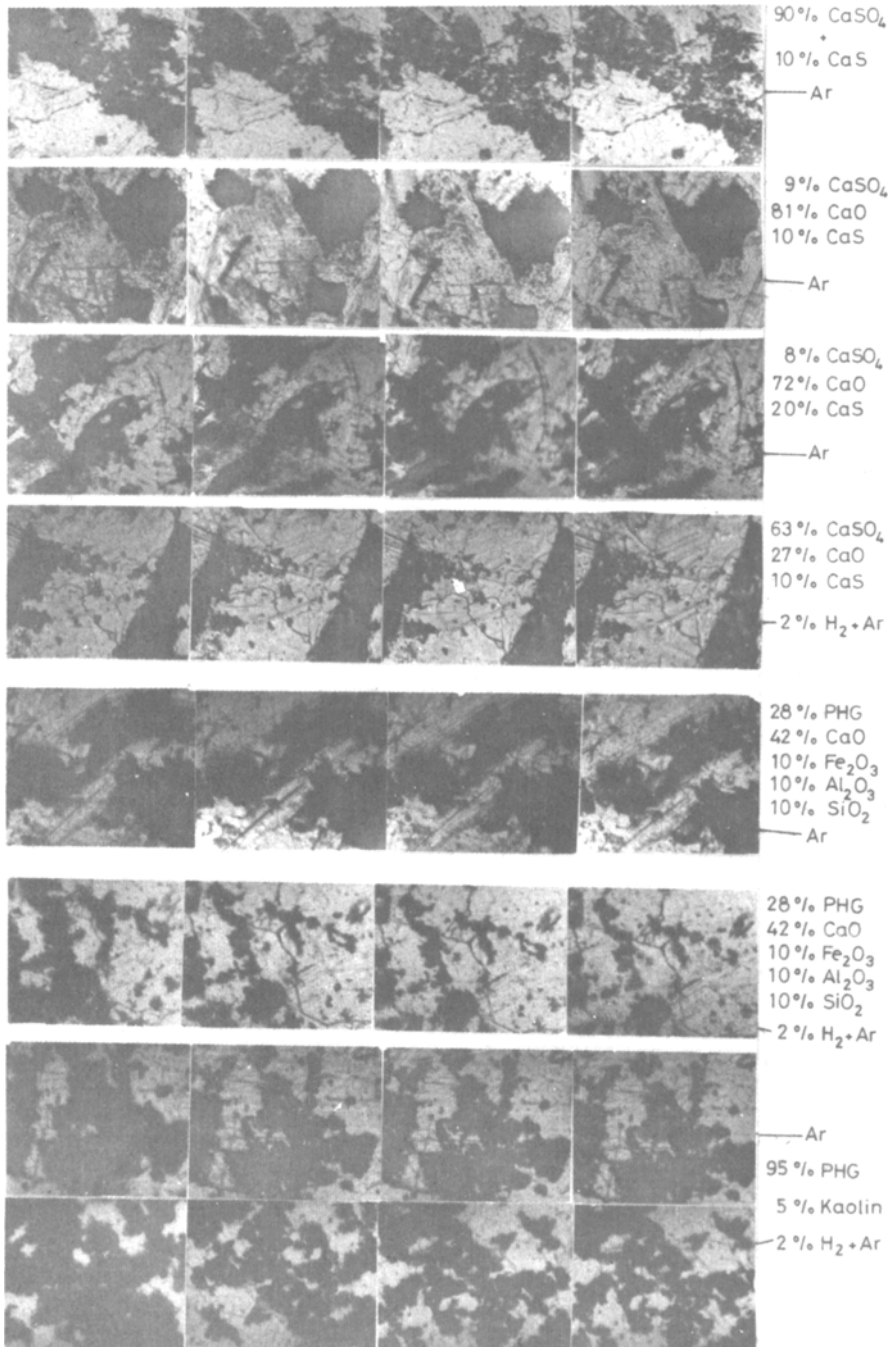 90% CaSO₄
+
10% CaS
Ar
9% CaSO₄
81% CaO
10% CaS
Ar
8% CaSO₄
72% CaO
20% CaS
Ar
63% CaSO₄
27% CaO
10% CaS
2% H₂+Ar
28% PHG
42% CaO
10% Fe₂O₃
10% Al₂O₃
10% SiO₂
Ar
28% PHG
42% CaO
10% Fe₂O₃
10% Al₂O₃
10% SiO₂
2% H₂+Ar
Ar
95% PHG
5% Kaolin
2% H₂+Ar